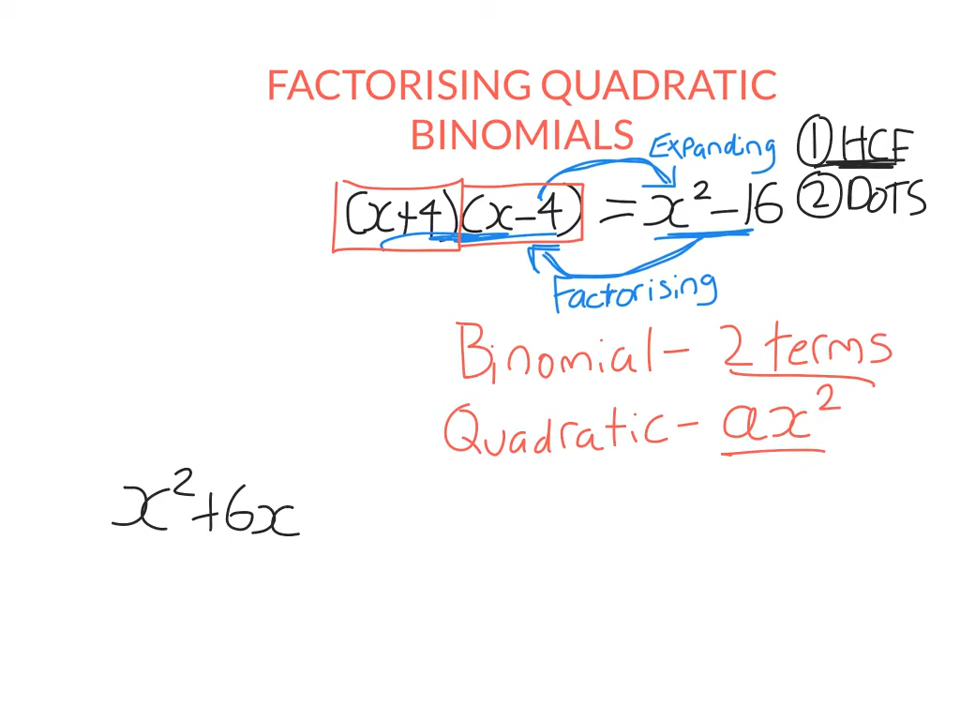 FACTORISING QUADRATIC
BINOMIALS
Expanding
① HCF
(x+4)(x-4) = x²-16
② DOTS
Factorising
Binomial - 2 terms
Quadratic - ax²
x²+6x